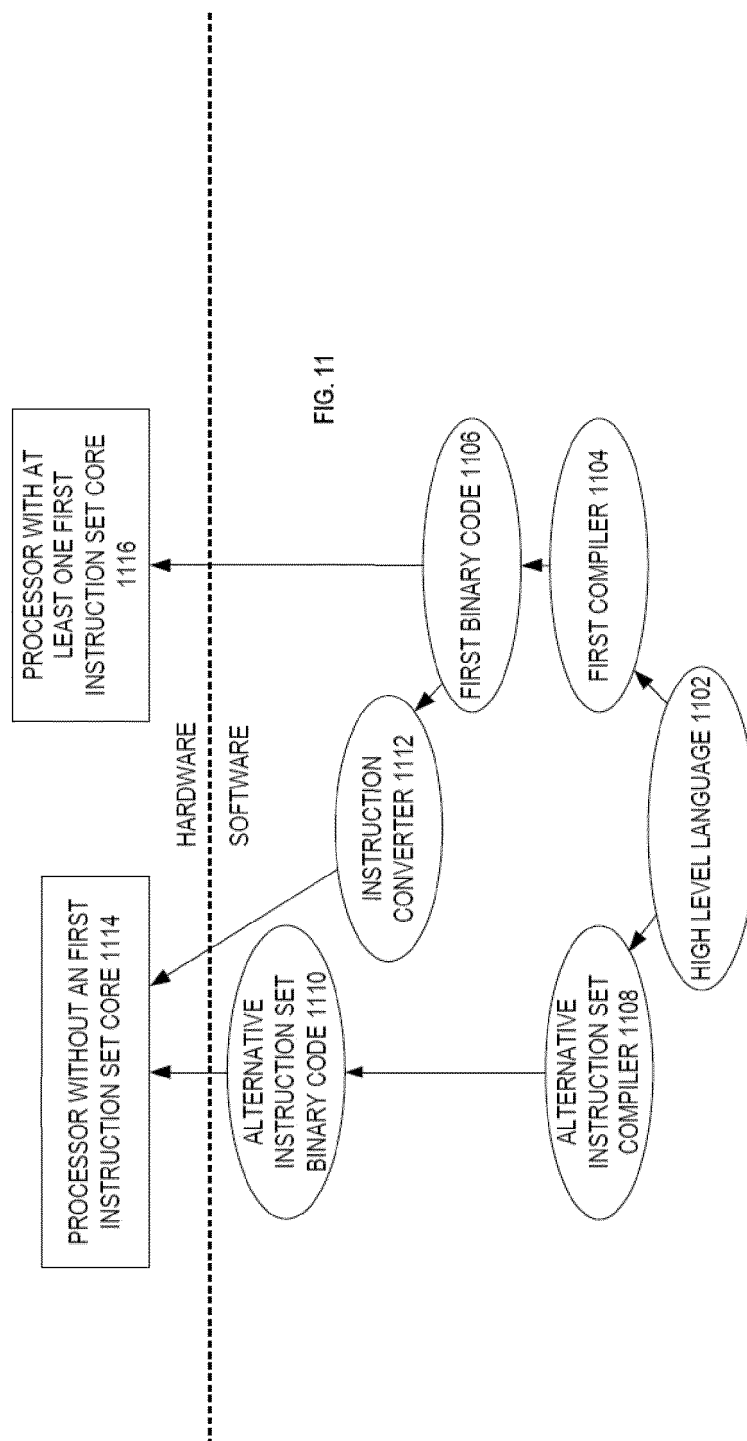 PROCESSOR WITHOUT AN FIRST
INSTRUCTION SET CORE 1114
PROCESSOR WITH AT
LEAST ONE FIRST
INSTRUCTION SET CORE
1116
HARDWARE
SOFTWARE
ALTERNATIVE
INSTRUCTION SET
BINARY CODE 1110
INSTRUCTION
CONVERTER 1112
FIG. 11
FIRST BINARY CODE 1106
ALTERNATIVE
INSTRUCTION SET
COMPILER 1108
FIRST COMPILER 1104
HIGH LEVEL LANGUAGE 1102